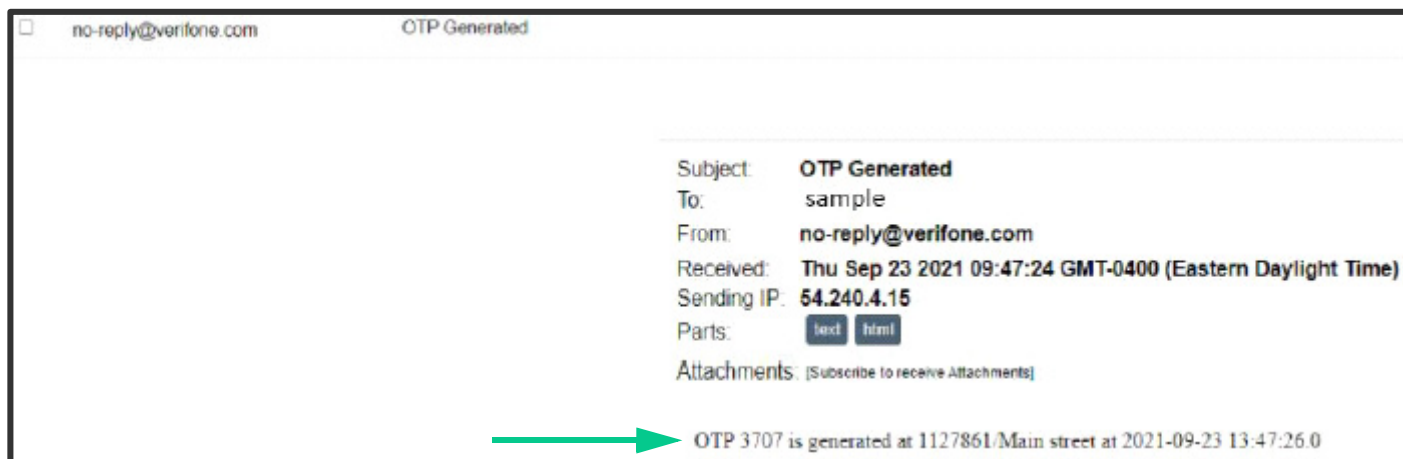 no-reply@verifone.com OTP Generated
Subject: OTP Generated
To: sample
From: no-reply@verifone.com
Received: Thu Sep 23 2021 09:47:24 GMT-0400 (Eastern Daylight Time)
Sending IP: 54.240.4.15
Parts: text html
Attachments: [Subscribe to receive Attachments]
OTP 3707 is generated at 1127861/Main street at 2021-09-23 13:47:26.0